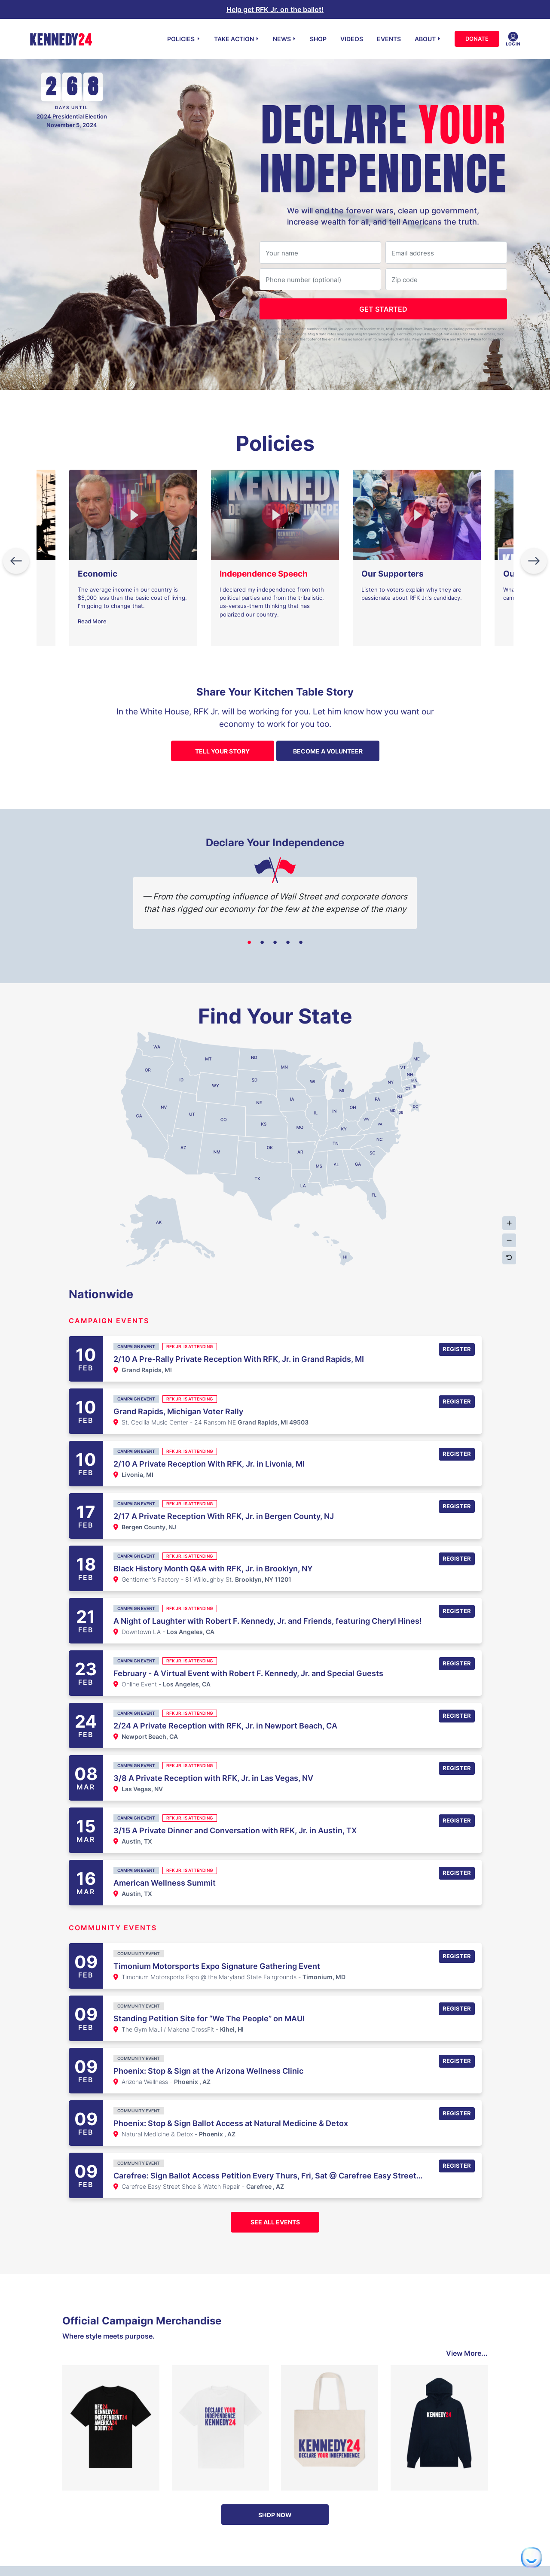 Help get RFK Jr. on the ballot!
KENNEDY24
POLICIES
TAKE ACTION
NEWS
SHOP
VIDEOS
EVENTS
ABOUT
DONATE
LOGIN
268
DAYS UNTIL
2024 Presidential Election
November 5, 2024
DECLARE YOUR
INDEPENDENCE
We will end the forever wars, clean up government,
increase wealth for all, and tell Americans the truth.
Your name
Email address
Phone number (optional)
Zip code
GET STARTED
Policies
Economic
The average income in our country is
$5,000 less than the basic cost of living.
I'm going to change that.
Read More
Independence Speech
I declared my independence from both
political parties and from the tribalistic,
us-versus-them thinking that has
polarized our country.
Our Supporters
Listen to voters explain why they are
passionate about RFK Jr.'s candidacy.
Share Your Kitchen Table Story
In the White House, RFK Jr. will be working for you. Let him know how you want our
economy to work for you too.
TELL YOUR STORY
BECOME A VOLUNTEER
Declare Your Independence
— From the corrupting influence of Wall Street and corporate donors
that has rigged our economy for the few at the expense of the many
Find Your State
WA
MT
ND
MN
ME
VT
NH
OR
ID
WY
SD
WI
MI
NY
MA
CT
RI
CA
NV
UT
CO
NE
IA
IL
IN
OH
PA
NJ
MD
DE
DC
KS
MO
KY
WV
VA
AZ
NM
OK
AR
TN
NC
SC
TX
LA
MS
AL
GA
FL
AK
HI
Nationwide
CAMPAIGN EVENTS
10
FEB
CAMPAIGN EVENT
RFK JR. IS ATTENDING
2/10 A Pre-Rally Private Reception With RFK, Jr. in Grand Rapids, MI
Grand Rapids, MI
REGISTER
10
FEB
CAMPAIGN EVENT
RFK JR. IS ATTENDING
Grand Rapids, Michigan Voter Rally
St. Cecilia Music Center - 24 Ransom NE Grand Rapids, MI 49503
REGISTER
10
FEB
CAMPAIGN EVENT
RFK JR. IS ATTENDING
2/10 A Private Reception With RFK, Jr. in Livonia, MI
Livonia, MI
REGISTER
17
FEB
CAMPAIGN EVENT
RFK JR. IS ATTENDING
2/17 A Private Reception With RFK, Jr. in Bergen County, NJ
Bergen County, NJ
REGISTER
18
FEB
CAMPAIGN EVENT
RFK JR. IS ATTENDING
Black History Month Q&A with RFK, Jr. in Brooklyn, NY
Gentlemen's Factory - 81 Willoughby St. Brooklyn, NY 11201
REGISTER
21
FEB
CAMPAIGN EVENT
RFK JR. IS ATTENDING
A Night of Laughter with Robert F. Kennedy, Jr. and Friends, featuring Cheryl Hines!
Downtown LA - Los Angeles, CA
REGISTER
23
FEB
CAMPAIGN EVENT
RFK JR. IS ATTENDING
February - A Virtual Event with Robert F. Kennedy, Jr. and Special Guests
Online Event - Los Angeles, CA
REGISTER
24
FEB
CAMPAIGN EVENT
RFK JR. IS ATTENDING
2/24 A Private Reception with RFK, Jr. in Newport Beach, CA
Newport Beach, CA
REGISTER
08
MAR
CAMPAIGN EVENT
RFK JR. IS ATTENDING
3/8 A Private Reception with RFK, Jr. in Las Vegas, NV
Las Vegas, NV
REGISTER
15
MAR
CAMPAIGN EVENT
RFK JR. IS ATTENDING
3/15 A Private Dinner and Conversation with RFK, Jr. in Austin, TX
Austin, TX
REGISTER
16
MAR
CAMPAIGN EVENT
RFK JR. IS ATTENDING
American Wellness Summit
Austin, TX
REGISTER
COMMUNITY EVENTS
09
FEB
COMMUNITY EVENT
Timonium Motorsports Expo Signature Gathering Event
Timonium Motorsports Expo @ the Maryland State Fairgrounds - Timonium, MD
REGISTER
09
FEB
COMMUNITY EVENT
Standing Petition Site for "We The People" on MAUI
The Gym Maui / Makena CrossFit - Kihei, HI
REGISTER
09
FEB
COMMUNITY EVENT
Phoenix: Stop & Sign at the Arizona Wellness Clinic
Arizona Wellness - Phoenix , AZ
REGISTER
09
FEB
COMMUNITY EVENT
Phoenix: Stop & Sign Ballot Access at Natural Medicine & Detox
Natural Medicine & Detox - Phoenix , AZ
REGISTER
09
FEB
COMMUNITY EVENT
Carefree: Sign Ballot Access Petition Every Thurs, Fri, Sat @ Carefree Easy Street...
Carefree Easy Street Shoe & Watch Repair - Carefree , AZ
REGISTER
SEE ALL EVENTS
Official Campaign Merchandise
Where style meets purpose.
View More...
RFK24
KENNEDY24
INDEPENDENT24
AMERICA24
BOBBY24
DECLARE YOUR
INDEPENDENCE
KENNEDY24
KENNEDY24
DECLARE YOUR INDEPENDENCE
KENNEDY24
SHOP NOW